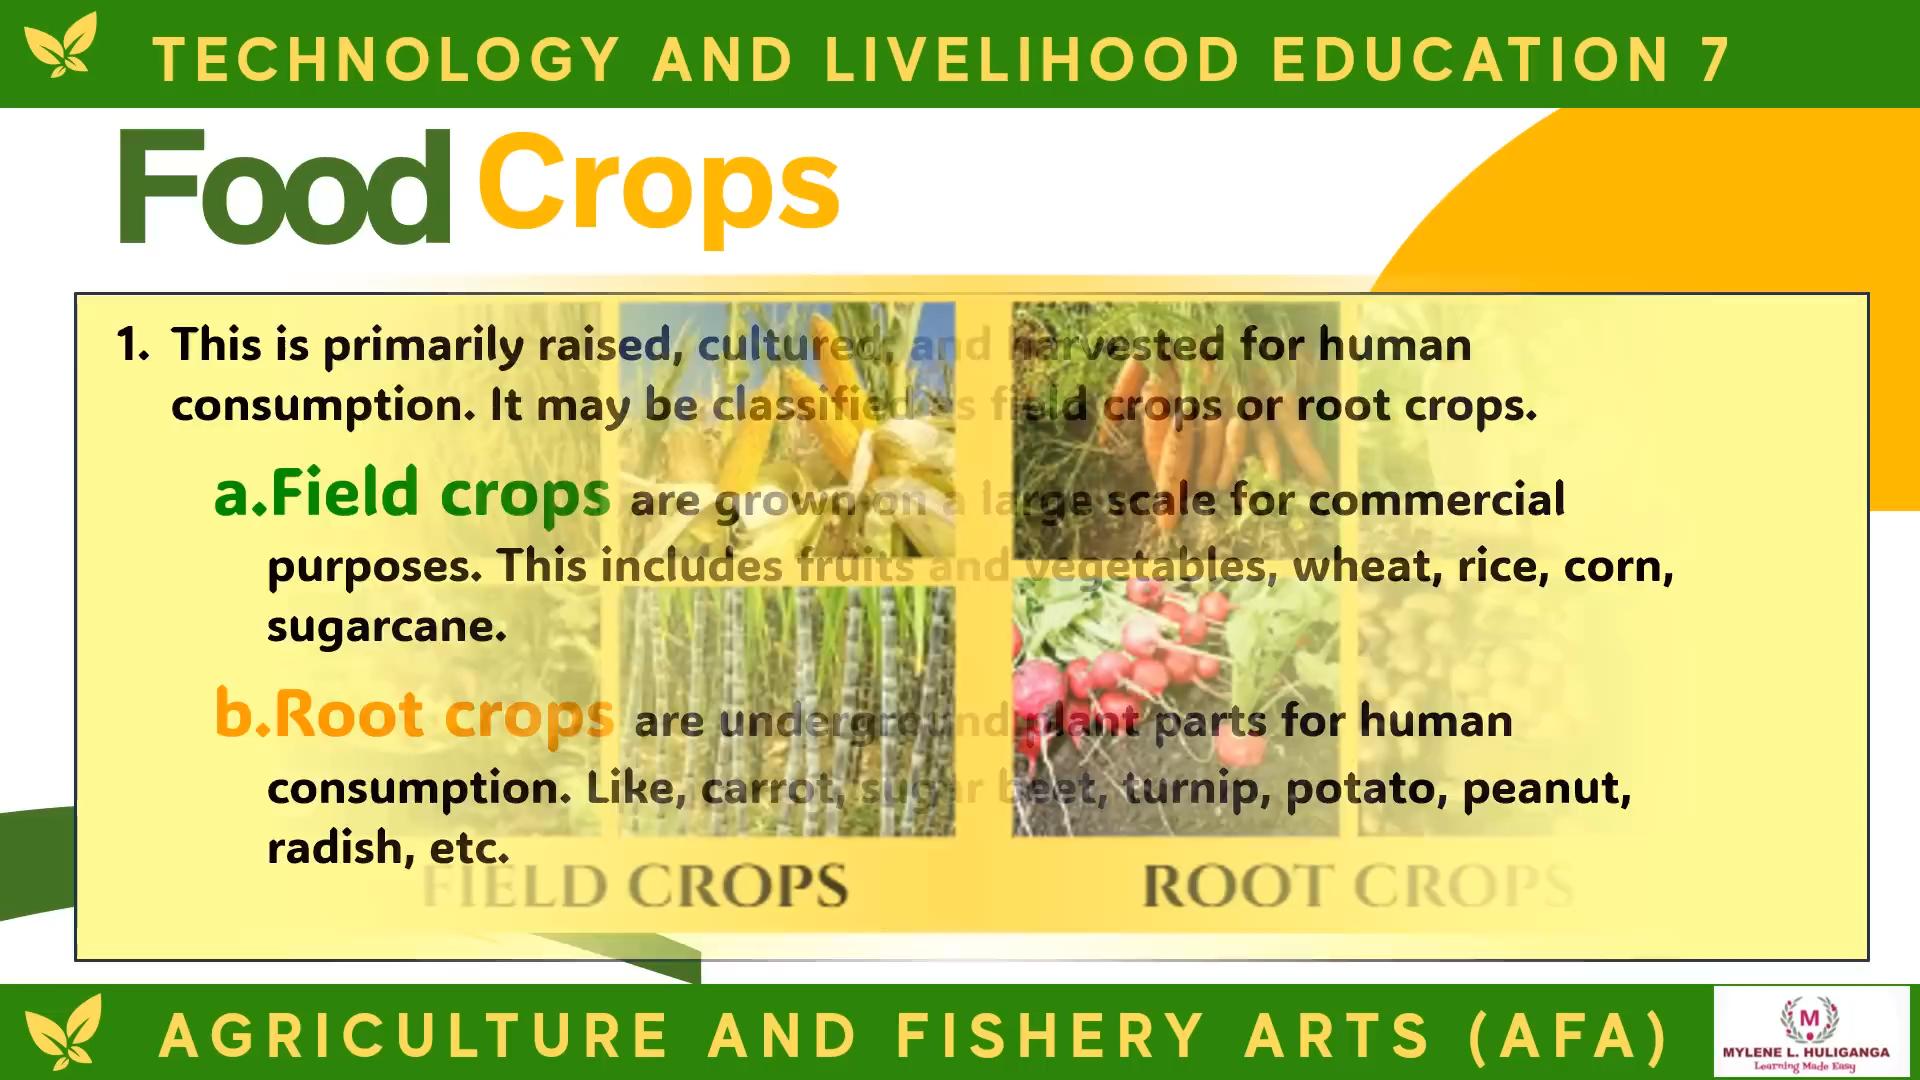 TECHNOLOGY AND LIVELIHOOD EDUCATION 7
Food Crops
1. This is primarily raised, cultured, and harvested for human
consumption. It may be classified as field crops or root crops.
a.Field crops are grown on a large scale for commercial
purposes. This includes fruits and vegetables, wheat, rice, corn,
sugarcane.
b.Root crops are underground plant parts for human
consumption. Like, carrot, sugar beet, turnip, potato, peanut,
radish, etc.
FIELD CROPS
ROOT CROPS
AGRICULTURE AND FISHERY ARTS (AFA)
M
MYLENE L. HULIGANGA
Learning Made Easy